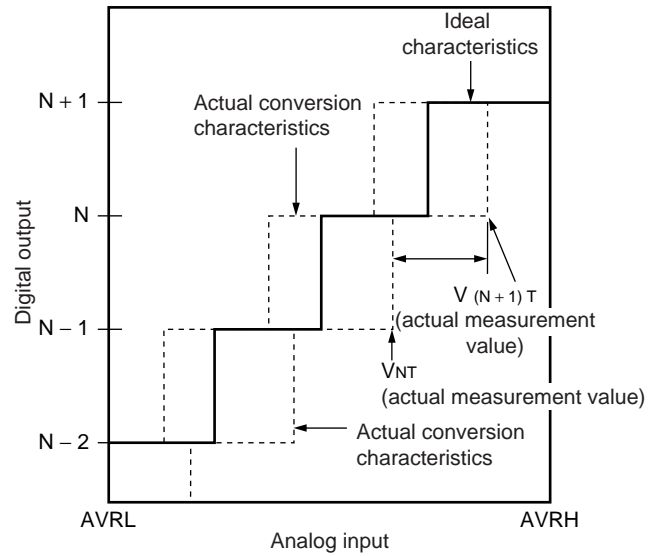 Ideal
characteristics
N + 1
Actual conversion
characteristics
N
Digital output
V (N + 1) T
(actual measurement
value)
N − 1
VNT
(actual measurement value)
Actual conversion
characteristics
N − 2
AVRL
AVRH
Analog input